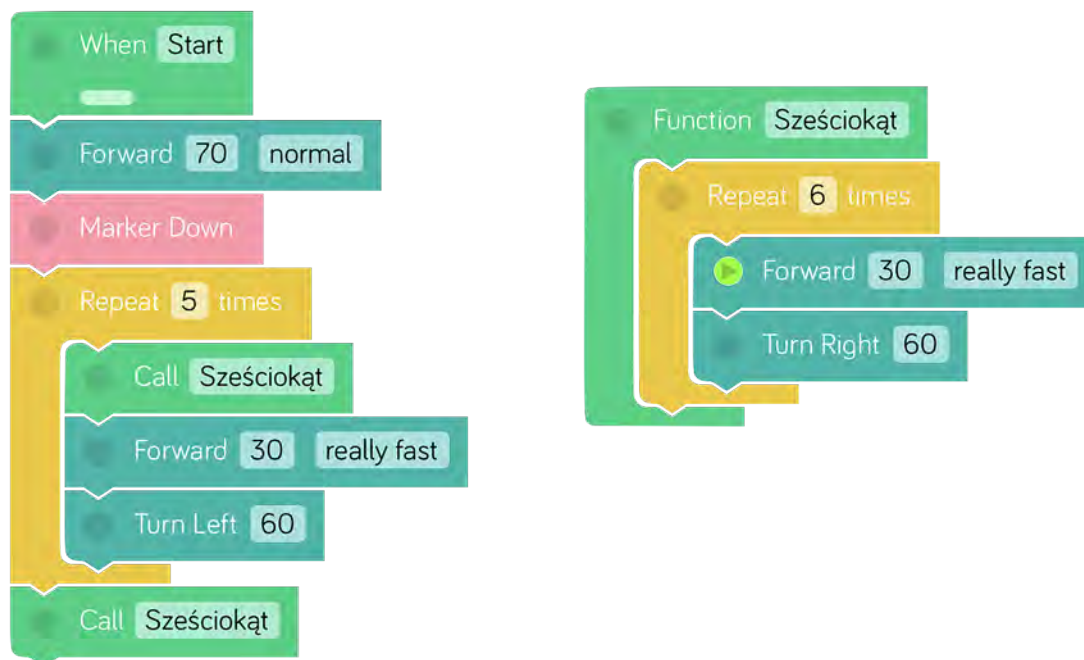 When Start
Forward 70 normal
Marker Down
Repeat 5 times
Call Sześciokąt
Forward 30 really fast
Turn Left 60
Call Sześciokąt
Function Sześciokąt
Repeat 6 times
Forward 30 really fast
Turn Right 60